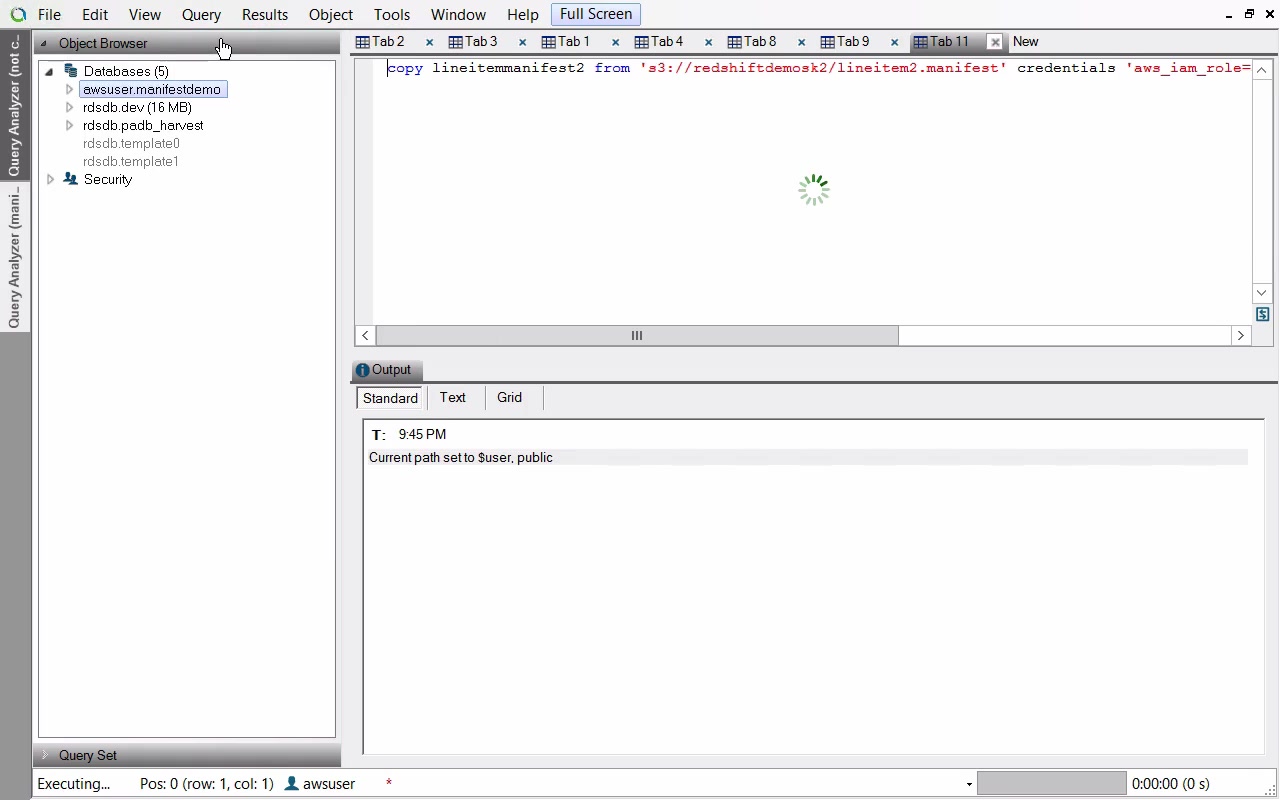 File Edit View Query Results Object Tools Window Help Full Screen
Query Analyzer (not c...
Query Analyzer (mani...
Object Browser
Databases (5)
awsuser.manifestdemo
rdsdb.dev (16 MB)
rdsdb.padb_harvest
rdsdb.template0
rdsdb.template1
Security
Query Set
Tab 2 Tab 3 Tab 1 Tab 4 Tab 8 Tab 9 Tab 11 New
copy lineitemmanifest2 from 's3://redshiftdemosk2/lineitem2.manifest' credentials 'aws_iam_role=
Output
Standard Text Grid
T: 9:45 PM
Current path set to $user, public
Executing... Pos: 0 (row: 1, col: 1) awsuser * 0:00:00 (0 s)